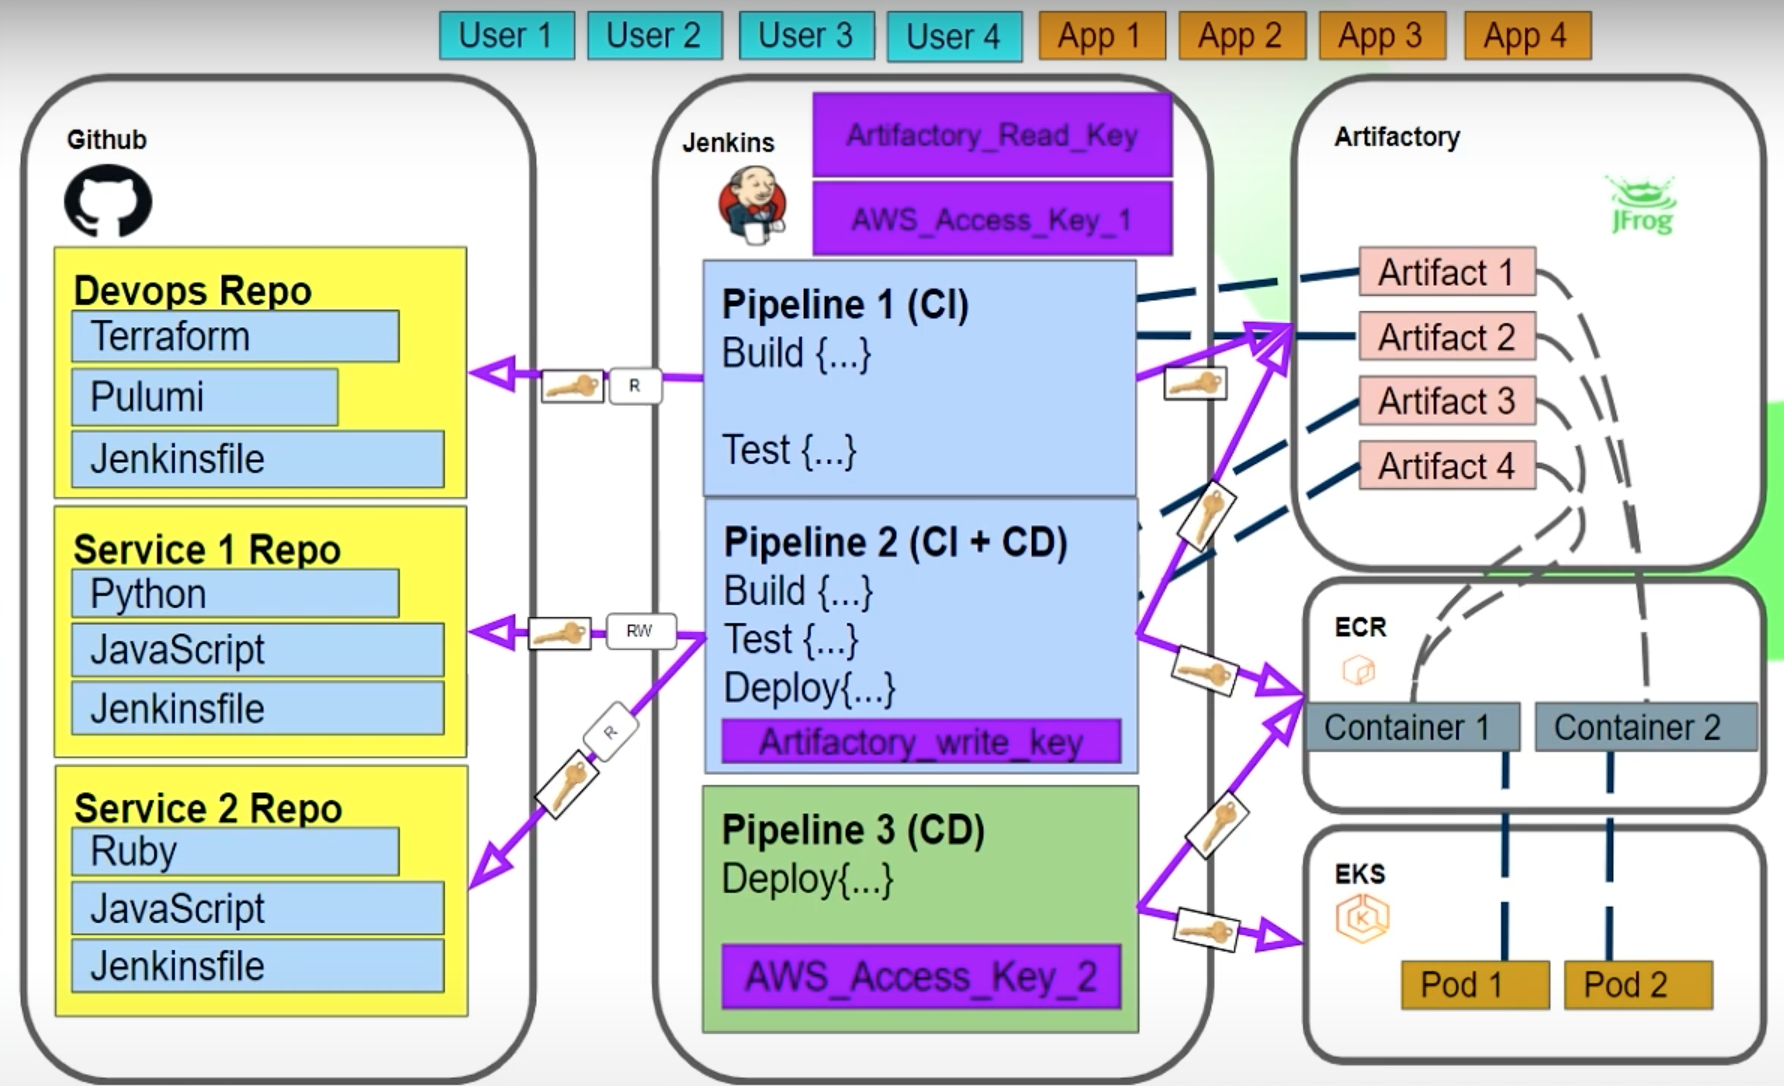 User 1
User 2
User 3
User 4
App 1
App 2
App 3
App 4
Github
Devops Repo
Terraform
Pulumi
Jenkinsfile
Service 1 Repo
Python
JavaScript
Jenkinsfile
Service 2 Repo
Ruby
JavaScript
Jenkinsfile
R
RW
R
Jenkins
Artifactory_Read_Key
AWS_Access_Key_1
Pipeline 1 (CI)
Build {...}
Test {...}
Pipeline 2 (CI + CD)
Build {...}
Test {...}
Deploy{...}
Artifactory_write_key
Pipeline 3 (CD)
Deploy{...}
AWS_Access_Key_2
Artifactory
JFrog
Artifact 1
Artifact 2
Artifact 3
Artifact 4
ECR
Container 1
Container 2
EKS
K
Pod 1
Pod 2